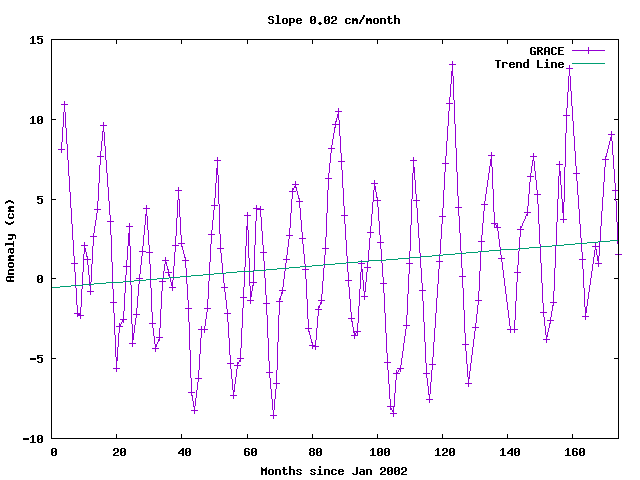 Slope 0.02 cm/month
GRACE
Trend Line
15
10
5
0
-5
-10
Anomaly (cm)
0 20 40 60 80 100 120 140 160
Months since Jan 2002